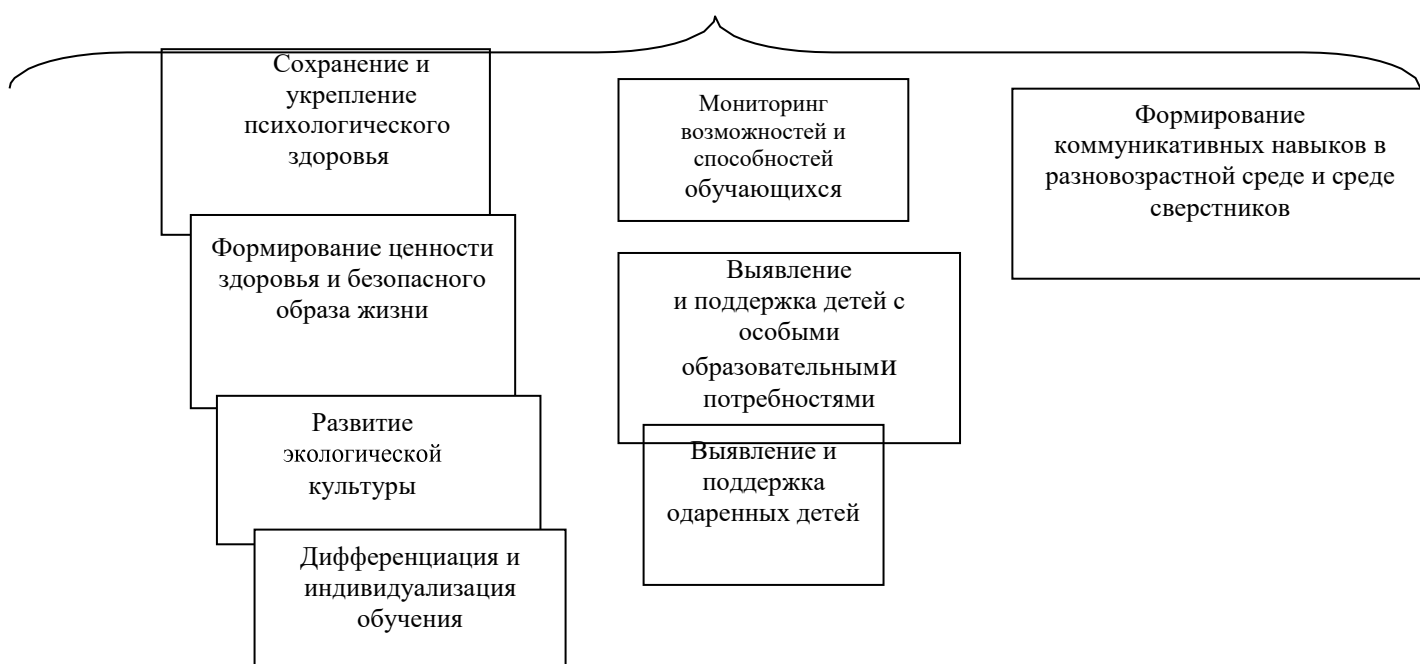 Сохранение и
укрепление
психологического
здоровья
Формирование ценности
здоровья и безопасного
образа жизни
Развитие
экологической
культуры
Дифференциация и
индивидуализация
обучения
Мониторинг
возможностей и
способностей
обучающихся
Выявление
и поддержка детей с
особыми
образовательными
потребностями
Выявление и
поддержка
одаренных детей
Формирование
коммуникативных навыков в
разновозрастной среде и среде
сверстников